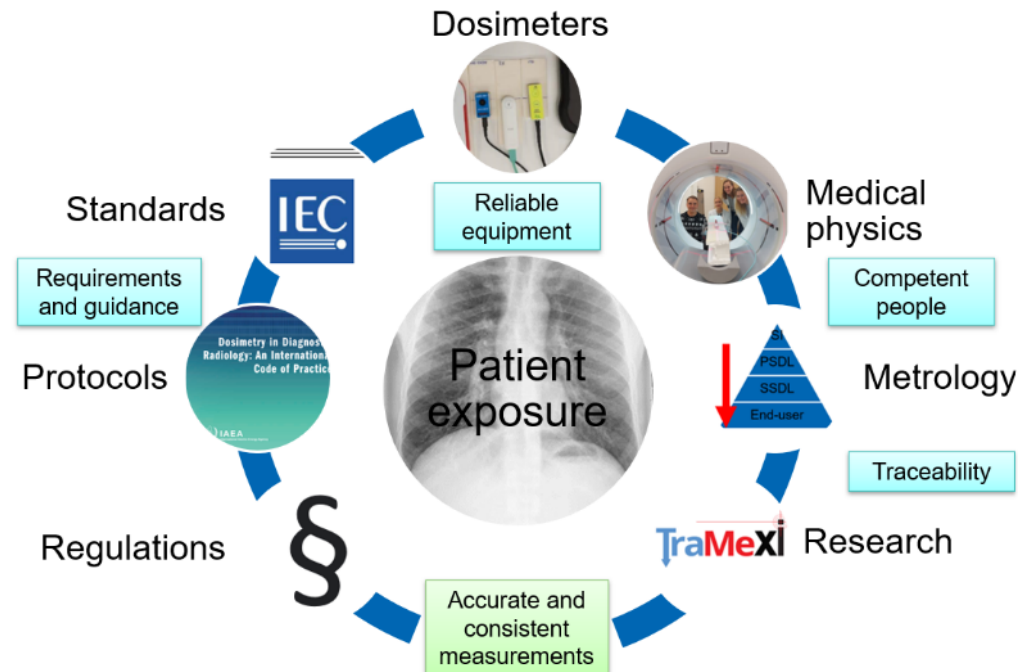 Dosimeters
Standards
IEC
Reliable
equipment
Medical
physics
Requirements
and guidance
Competent
people
Dosimetry in Diagnos
Radiology: An Internationa
Code of Practice
IAEA
Protocols
Patient
exposure
SI
PSDL
SSDL
End-user
Metrology
Traceability
Regulations
§
TraMeXI
Research
Accurate and
consistent
measurements